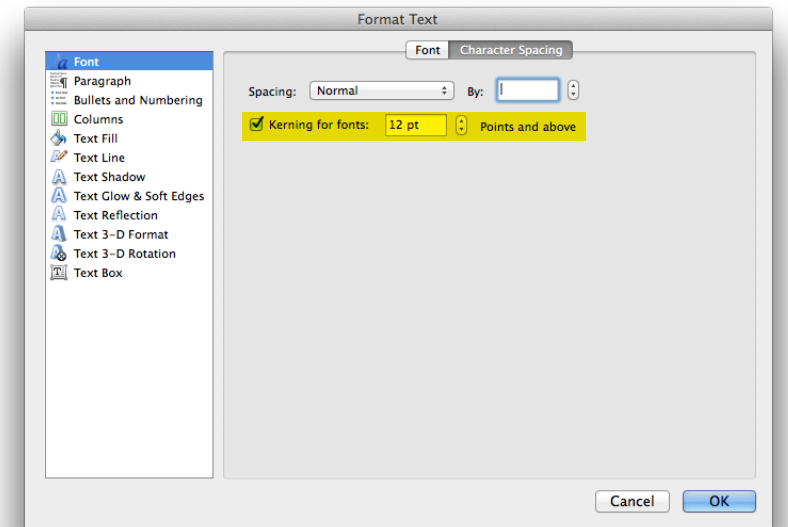 Format Text
Font
Paragraph
Bullets and Numbering
Columns
Text Fill
Text Line
Text Shadow
Text Glow & Soft Edges
Text Reflection
Text 3-D Format
Text 3-D Rotation
Text Box
Font Character Spacing
Spacing: Normal By:
Kerning for fonts: 12 pt Points and above
Cancel OK